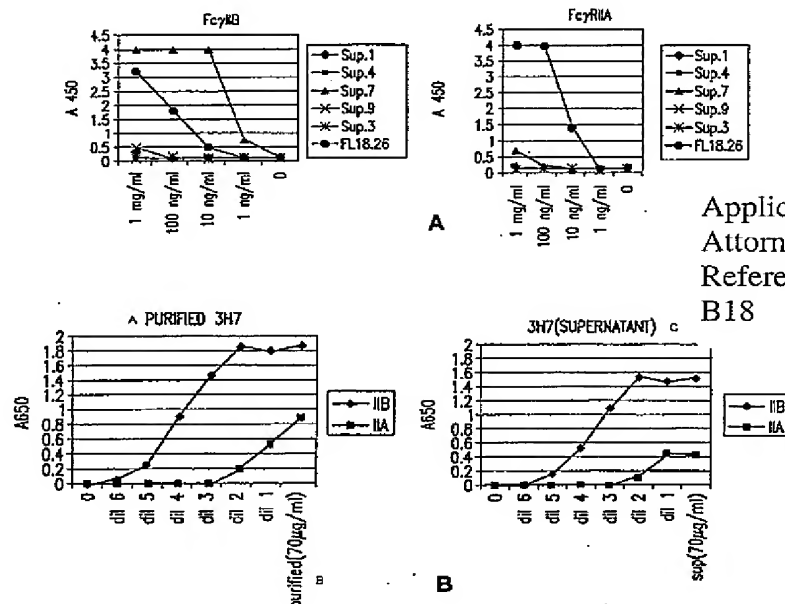 FcγRIIB
4.5
4
3.5
3
2.5
2
1.5
1
0.5
0
A 450
1 mg/ml
100 ng/ml
10 ng/ml
1 ng/ml
0
Sup.1
Sup.4
Sup.7
Sup.9
Sup.3
FL18.26
FcγRIIA
4.5
4
3.5
3
2.5
2
1.5
1
0.5
0
A 450
1 mg/ml
100 ng/ml
10 ng/ml
1 ng/ml
0
Sup.1
Sup.4
Sup.7
Sup.9
Sup.3
FL18.26
A
Applic
Attorn
Refere
B18
A PURIFIED 3H7
2
1.8
1.6
1.4
1.2
1
0.8
0.6
0.4
0.2
0
A650
0
dil 6
dil 5
dil 4
dil 3
dil 2
dil 1
purified(70µg/ml)
IIB
IIA
B
3H7(SUPERNATANT) C
2
1.8
1.6
1.4
1.2
1
0.8
0.6
0.4
0.2
0
A650
0
dil 6
dil 5
dil 4
dil 3
dil 2
dil 1
sup(70µg/ml)
IIB
IIA
B